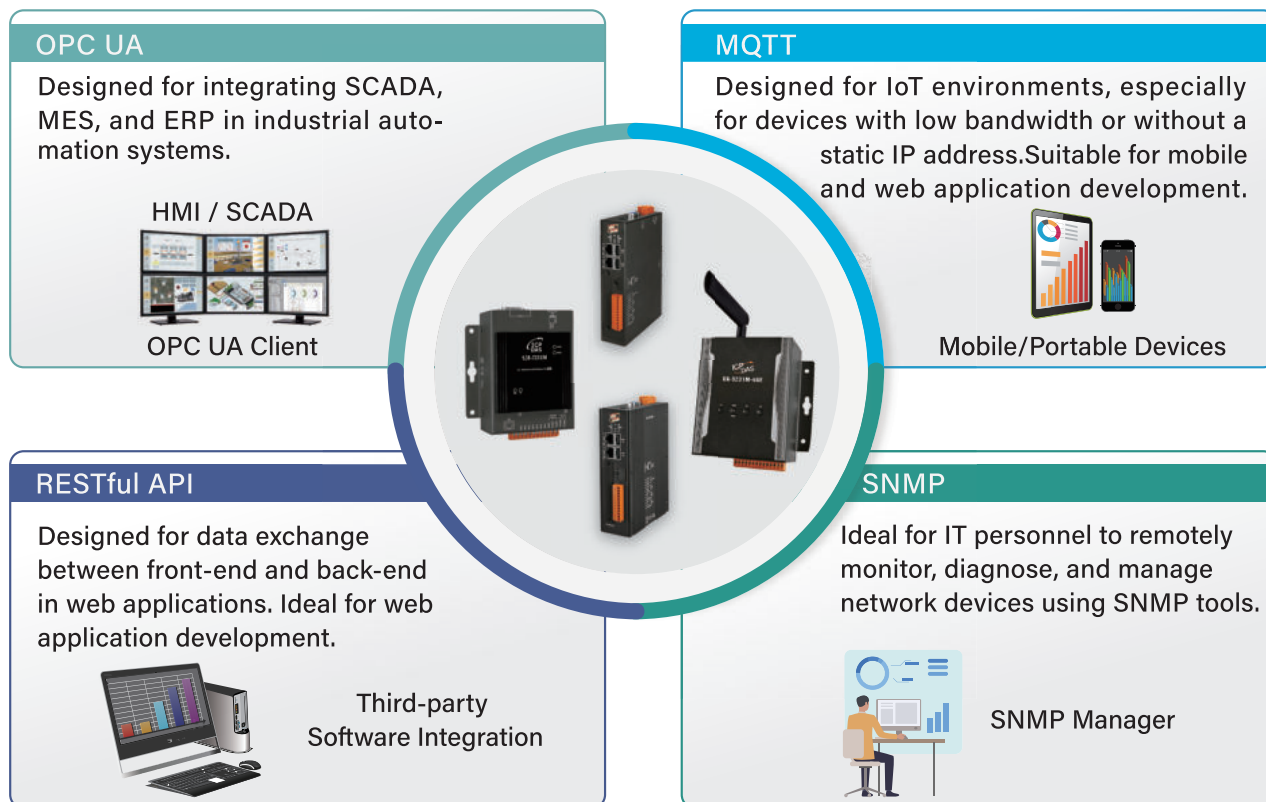 OPC UA
Designed for integrating SCADA,
MES, and ERP in industrial auto-
mation systems.
HMI / SCADA
OPC UA Client
MQTT
Designed for IoT environments, especially
for devices with low bandwidth or without a
static IP address.Suitable for mobile
and web application development.
Mobile/Portable Devices
ICP
DAS
ICP
DAS
RESTful API
Designed for data exchange
between front-end and back-end
in web applications. Ideal for web
application development.
Third-party
Software Integration
SNMP
Ideal for IT personnel to remotely
monitor, diagnose, and manage
network devices using SNMP tools.
SNMP Manager